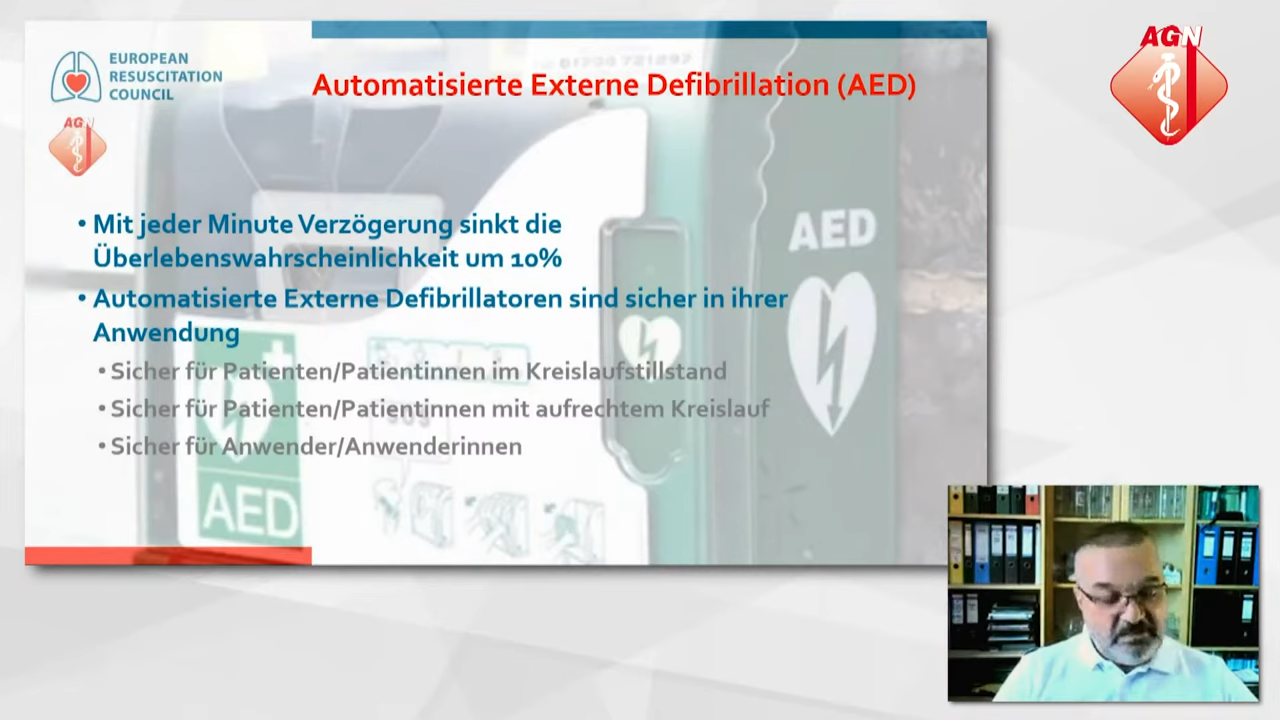 EUROPEAN
RESUSCITATION
COUNCIL
AGN
Automatisierte Externe Defibrillation (AED)
AGN
• Mit jeder Minute Verzögerung sinkt die
Überlebenswahrscheinlichkeit um 10%
• Automatisierte Externe Defibrillatoren sind sicher in ihrer
Anwendung
• Sicher für Patienten/Patientinnen im Kreislaufstillstand
• Sicher für Patienten/Patientinnen mit aufrechtem Kreislauf
• Sicher für Anwender/Anwenderinnen
AED
AED